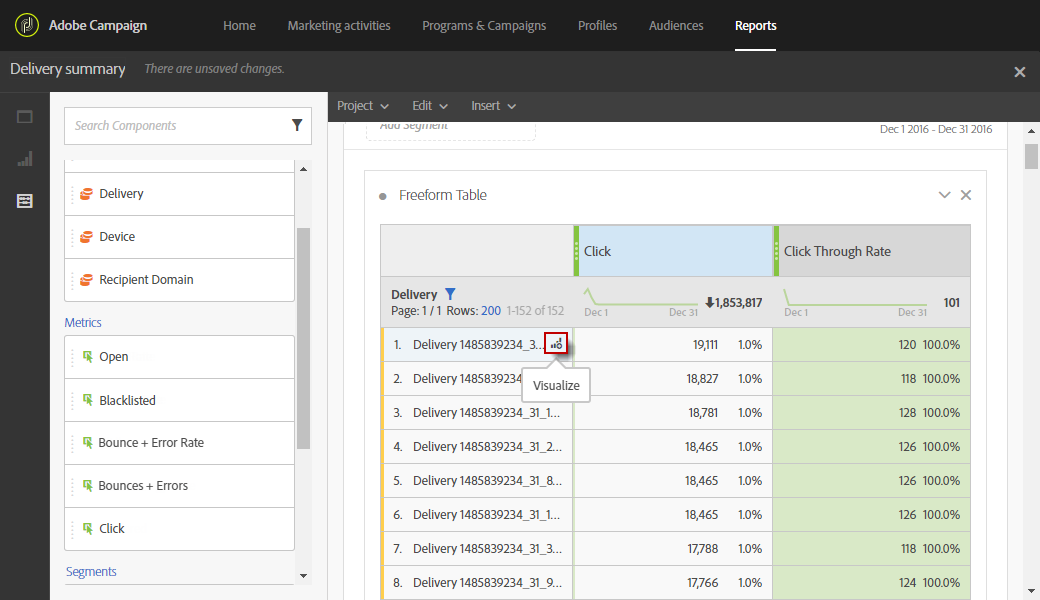 Adobe Campaign Home Marketing activities Programs & Campaigns Profiles Audiences Reports
Delivery summary There are unsaved changes.
Project Edit Insert
Search Components
Delivery
Device
Recipient Domain
Metrics
Open
Blacklisted
Bounce + Error Rate
Bounces + Errors
Click
Segments
Add Segment
Dec 1 2016 - Dec 31 2016
Freeform Table
Click Click Through Rate
Delivery
Page: 1 / 1 Rows: 200 1-152 of 152
Dec 1 Dec 31 1,853,817
Dec 1 Dec 31 101
1. Delivery 1485839234_3... 19,111 1.0% 120 100.0%
Visualize
2. Delivery 1485839234 18,827 1.0% 118 100.0%
3. Delivery 1485839234_31_1... 18,781 1.0% 128 100.0%
4. Delivery 1485839234_31_2... 18,465 1.0% 126 100.0%
5. Delivery 1485839234_31_8... 18,465 1.0% 126 100.0%
6. Delivery 1485839234_31_1... 18,465 1.0% 126 100.0%
7. Delivery 1485839234_31_3... 17,788 1.0% 118 100.0%
8. Delivery 1485839234_31_9... 17,766 1.0% 124 100.0%